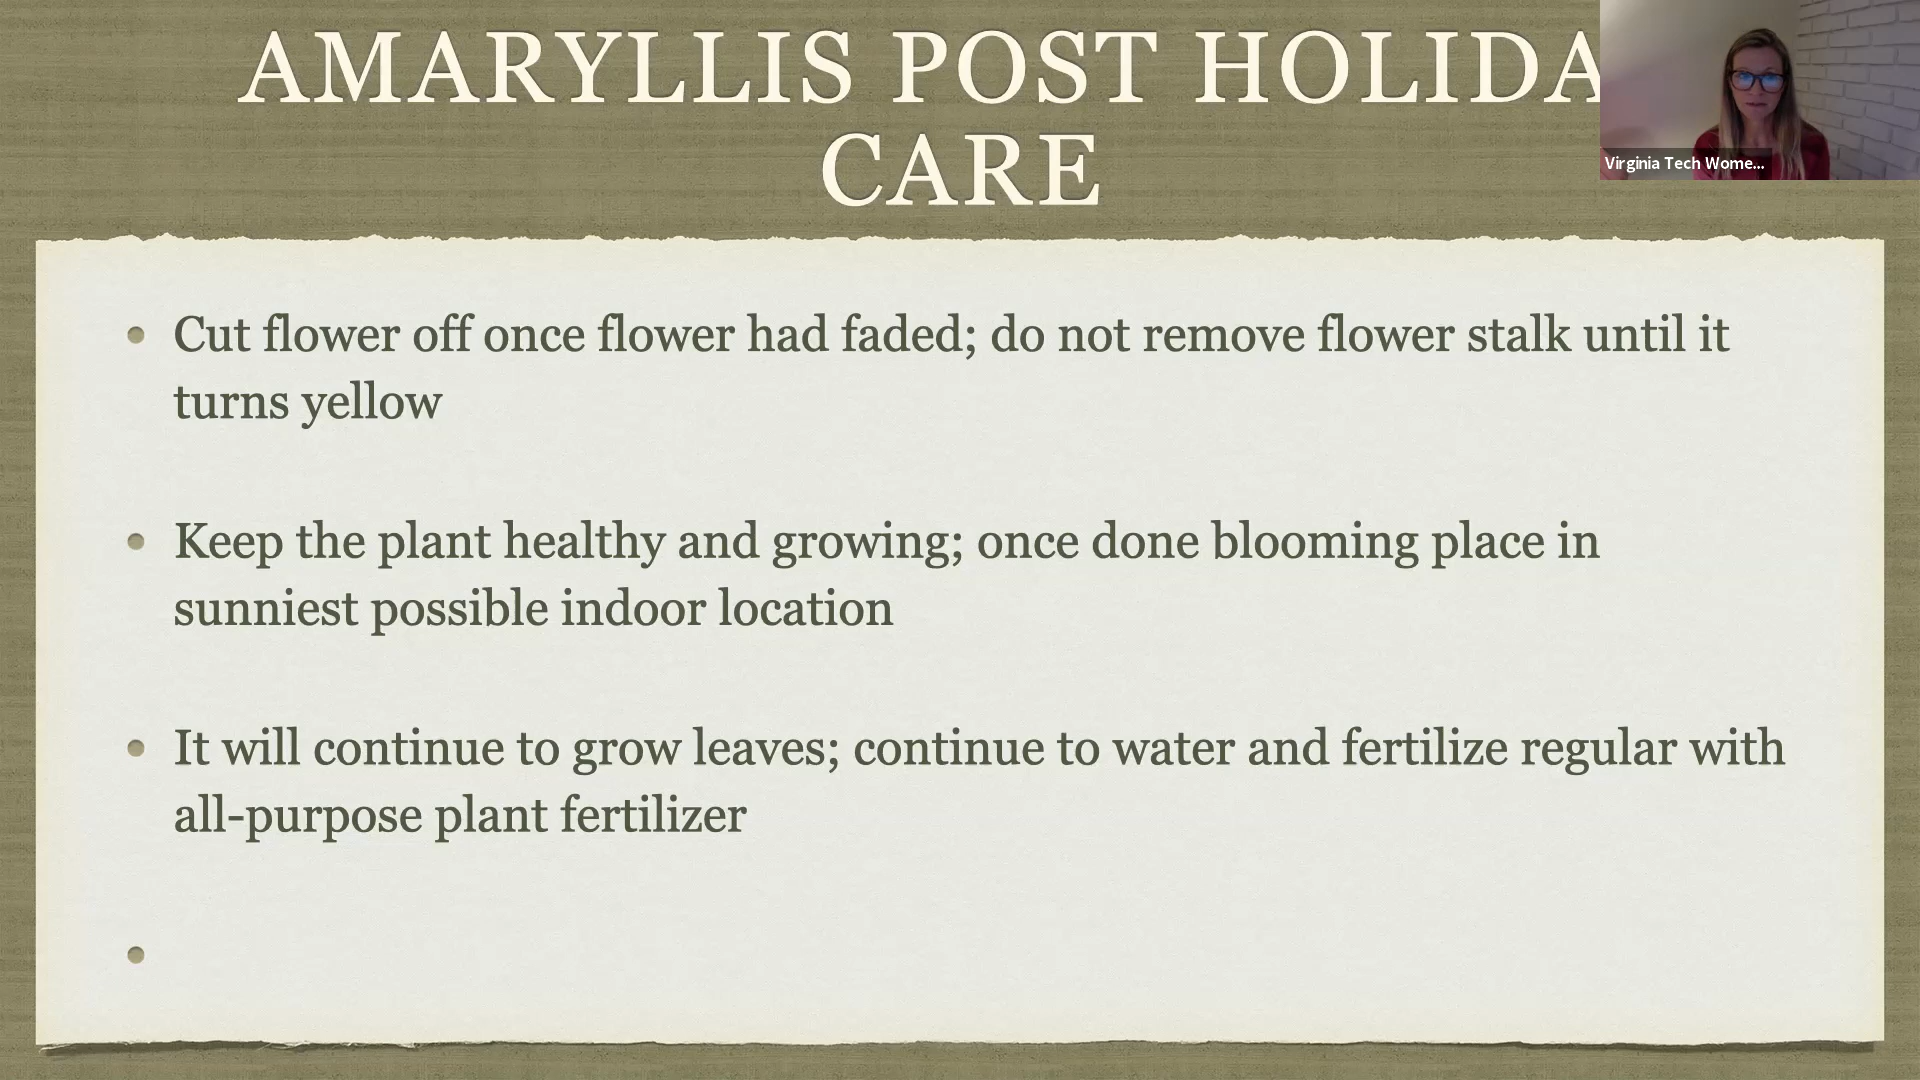 AMARYLLIS POST HOLIDA
CARE
Virginia Tech Wome...
• Cut flower off once flower had faded; do not remove flower stalk until it
turns yellow
• Keep the plant healthy and growing; once done blooming place in
sunniest possible indoor location
• It will continue to grow leaves; continue to water and fertilize regular with
all-purpose plant fertilizer
•